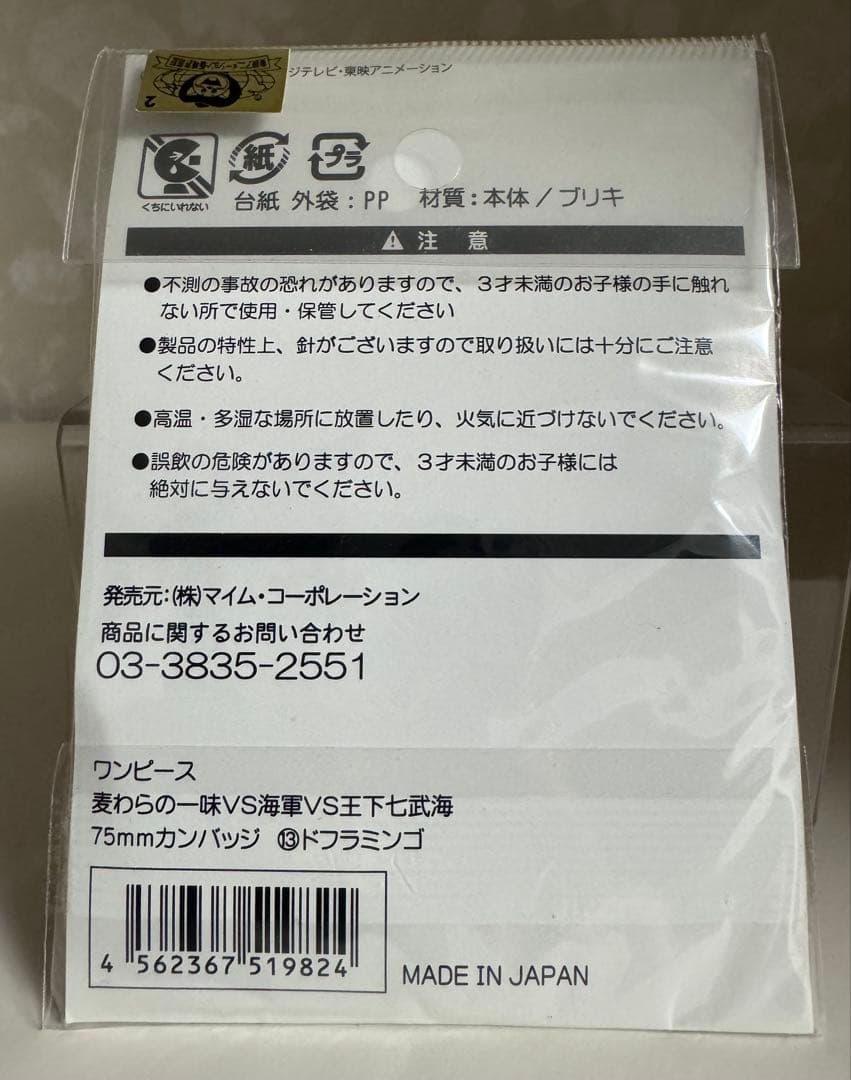 ジテレビ・東映アニメーション
2
紙 プラ
くちにいれない 台紙 外袋：PP 材質：本体／ブリキ
注 意
●不測の事故の恐れがありますので、３才未満のお子様の手に触れ
ない所で使用・保管してください
●製品の特性上、針がございますので取り扱いには十分にご注意
ください。
●高温・多湿な場所に放置したり、火気に近づけないでください。
●誤飲の危険がありますので、３才未満のお子様には
絶対に与えないでください。
発売元：(株)マイム・コーポレーション
商品に関するお問い合わせ
03-3835-2551
ワンピース
麦わらの一味VS海軍VS王下七武海
75mmカンバッジ ⑬ドフラミンゴ
4 562367 519824
MADE IN JAPAN